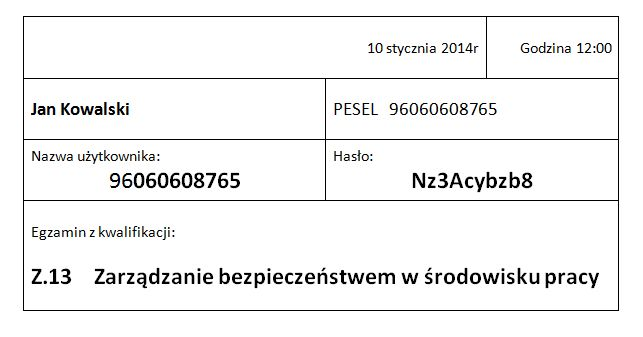 10 stycznia 2014r Godzina 12:00
Jan Kowalski PESEL 96060608765
Nazwa użytkownika: Hasło:
96060608765 Nz3Acybzb8
Egzamin z kwalifikacji:
Z.13 Zarządzanie bezpieczeństwem w środowisku pracy